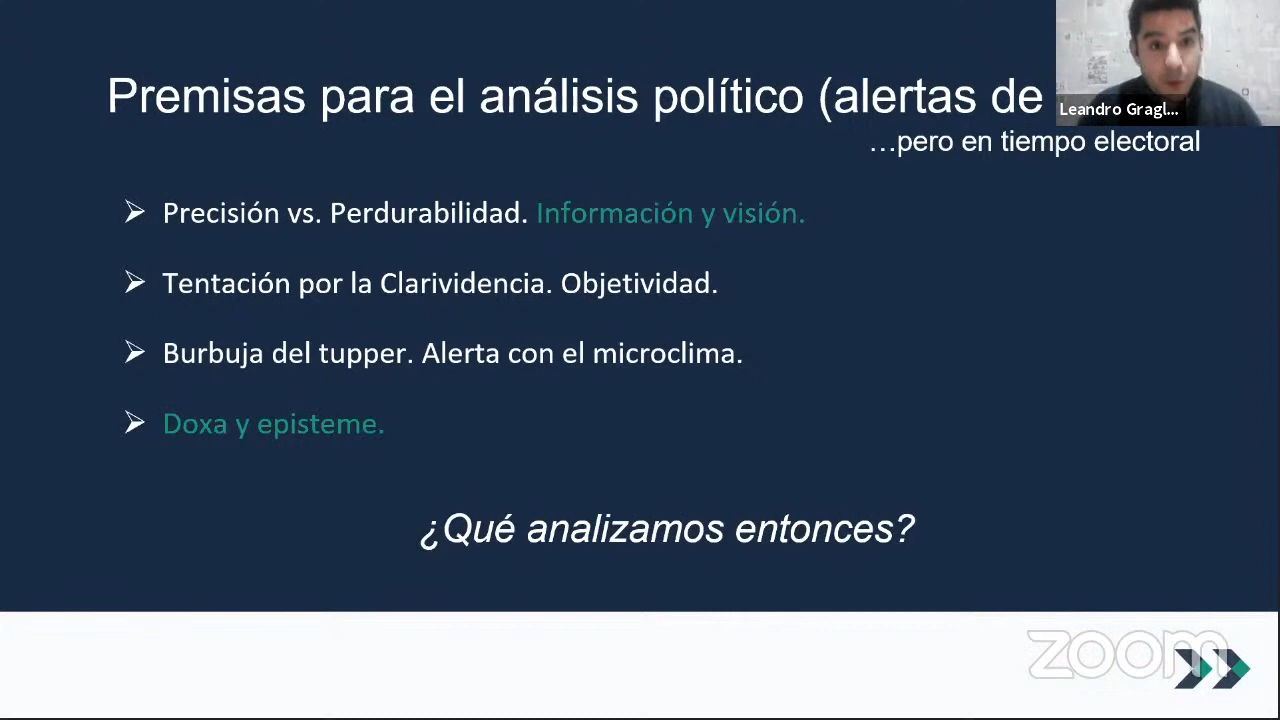 Premisas para el análisis político (alertas de
Leandro Gragl...
...pero en tiempo electoral
Precisión vs. Perdurabilidad. Información y visión.
Tentación por la Clarividencia. Objetividad.
Burbuja del tupper. Alerta con el microclima.
Doxa y episteme.
¿Qué analizamos entonces?
zoom